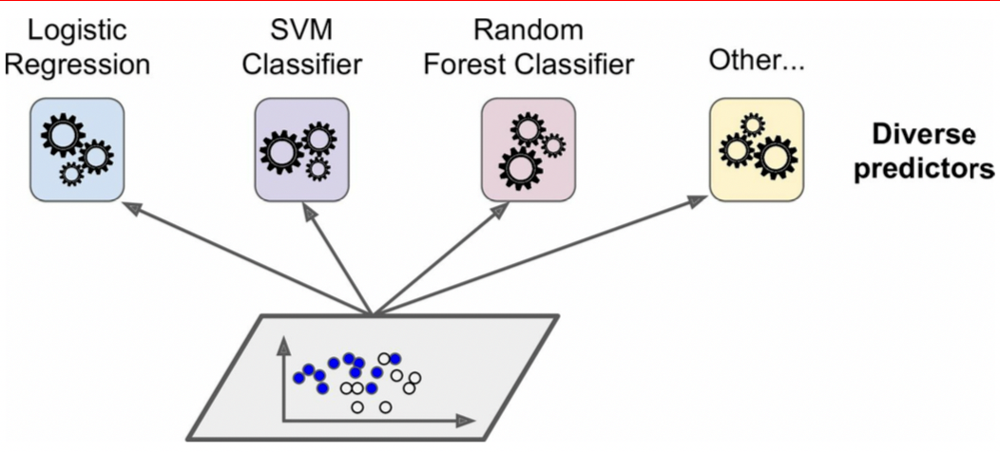 Logistic
Regression
SVM
Classifier
Random
Forest Classifier
Other...
Diverse
predictors